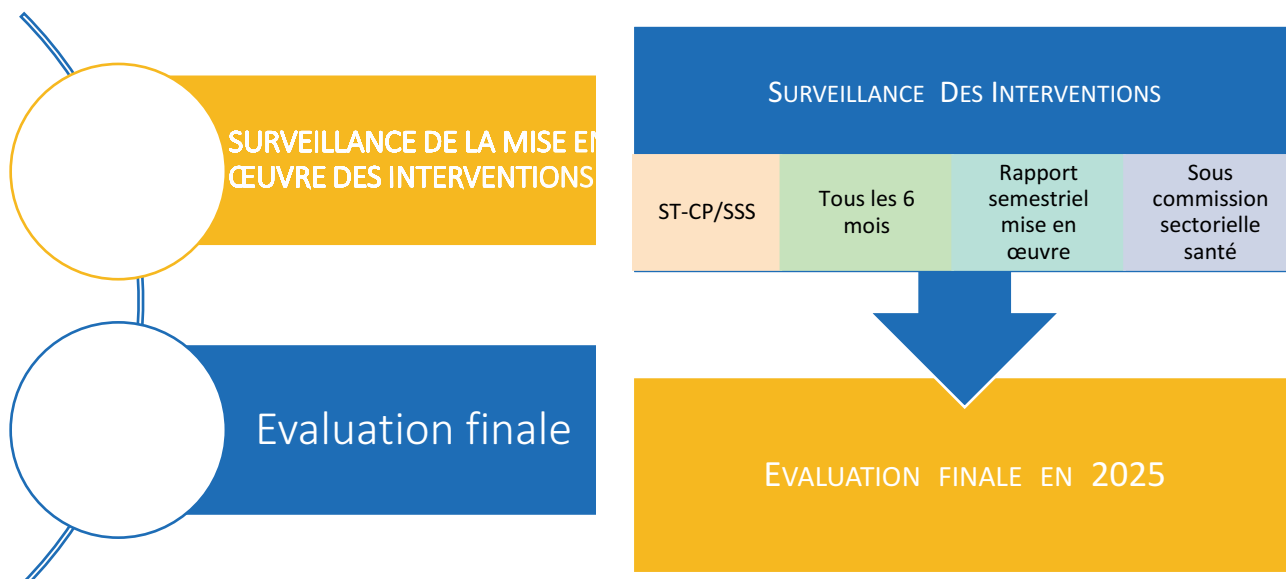 SURVEILLANCE DE LA MISE EN
ŒUVRE DES INTERVENTIONS
Evaluation finale
SURVEILLANCE DES INTERVENTIONS
ST-CP/SSS
Tous les 6
mois
Rapport
semestriel
mise en
œuvre
Sous
commission
sectorielle
santé
EVALUATION FINALE EN 2025